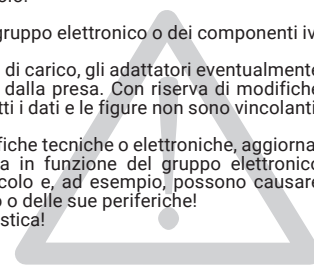 gruppo elettronico o dei componenti iv
di carico, gli adattatori eventualmente
dalla presa. Con riserva di modifiche
tti i dati e le figure non sono vincolanti
fiche tecniche o elettroniche, aggiorna-
a in funzione del gruppo elettronico
colo e, ad esempio, possono causare
o o delle sue periferiche!
stica!